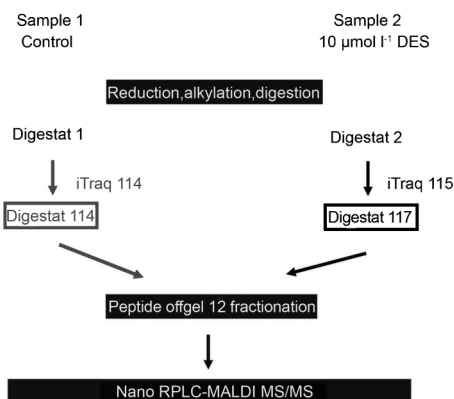 Sample 1
Control
Sample 2
10 µmol l⁻¹ DES
Reduction,alkylation,digestion
Digestat 1
Digestat 2
iTraq 114
iTraq 115
Digestat 114
Digestat 117
Peptide offgel 12 fractionation
Nano RPLC-MALDI MS/MS